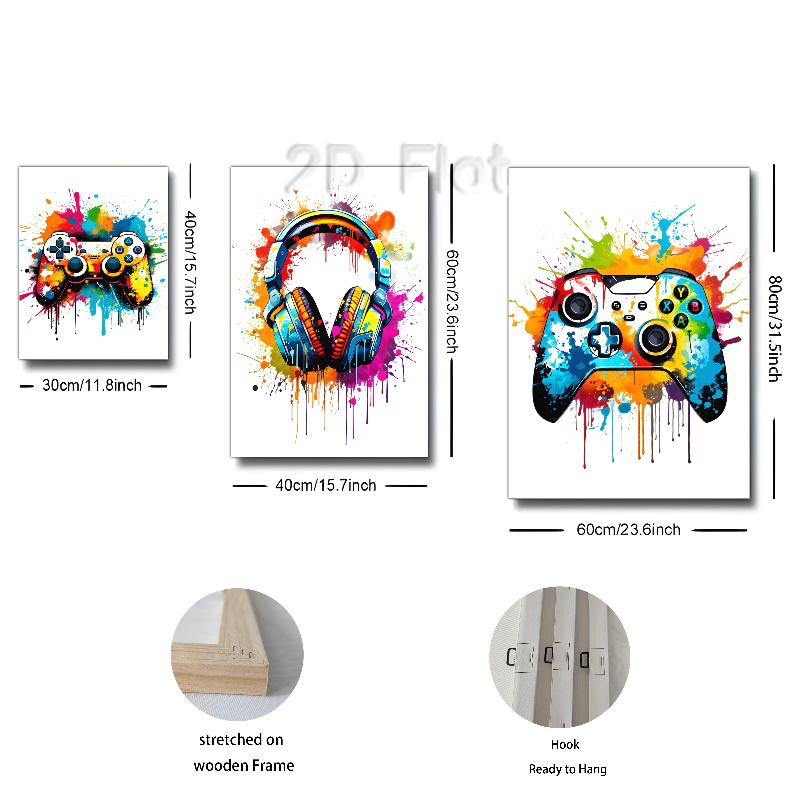 2D Flat
40cm/15.7inch
30cm/11.8inch
60cm/23.6inch
40cm/15.7inch
Y
X
B
A
80cm/31.5inch
60cm/23.6inch
stretched on
wooden Frame
Hook
Ready to Hang